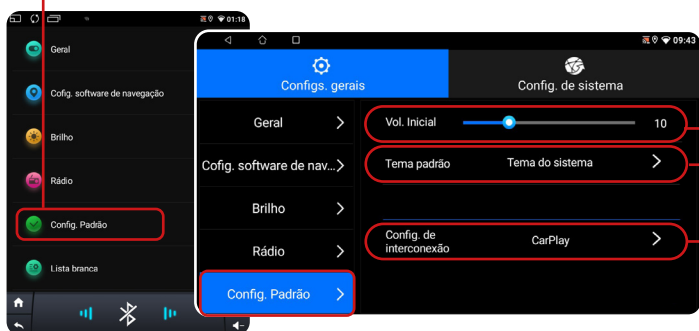 01:18
Geral
Cofig. software de navegação
Brilho
Rádio
Config. Padrão
Lista branca
09:43
Configs. gerais
Config. de sistema
Geral
Cofig. software de nav...
Brilho
Rádio
Config. Padrão
Vol. Inicial
10
Tema padrão
Tema do sistema
Config. de
interconexão
CarPlay